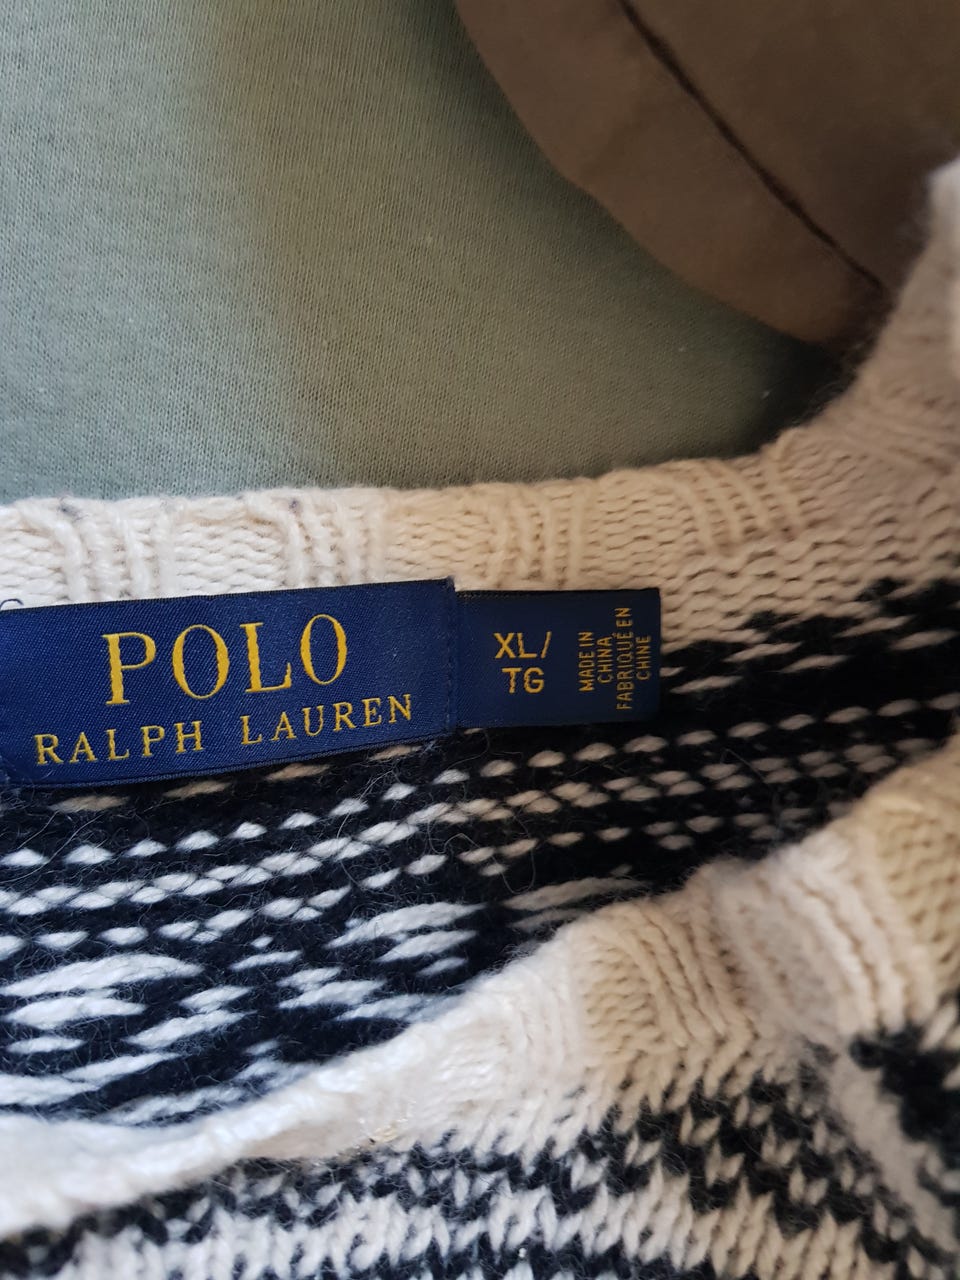 POLO
RALPH LAUREN
XL/
TG
MADE IN
CHINA
FABRIQUÉ EN
CHINE